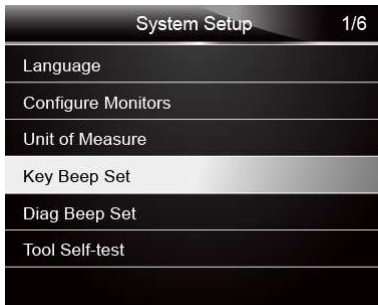 System Setup 1/6
Language
Configure Monitors
Unit of Measure
Key Beep Set
Diag Beep Set
Tool Self-test